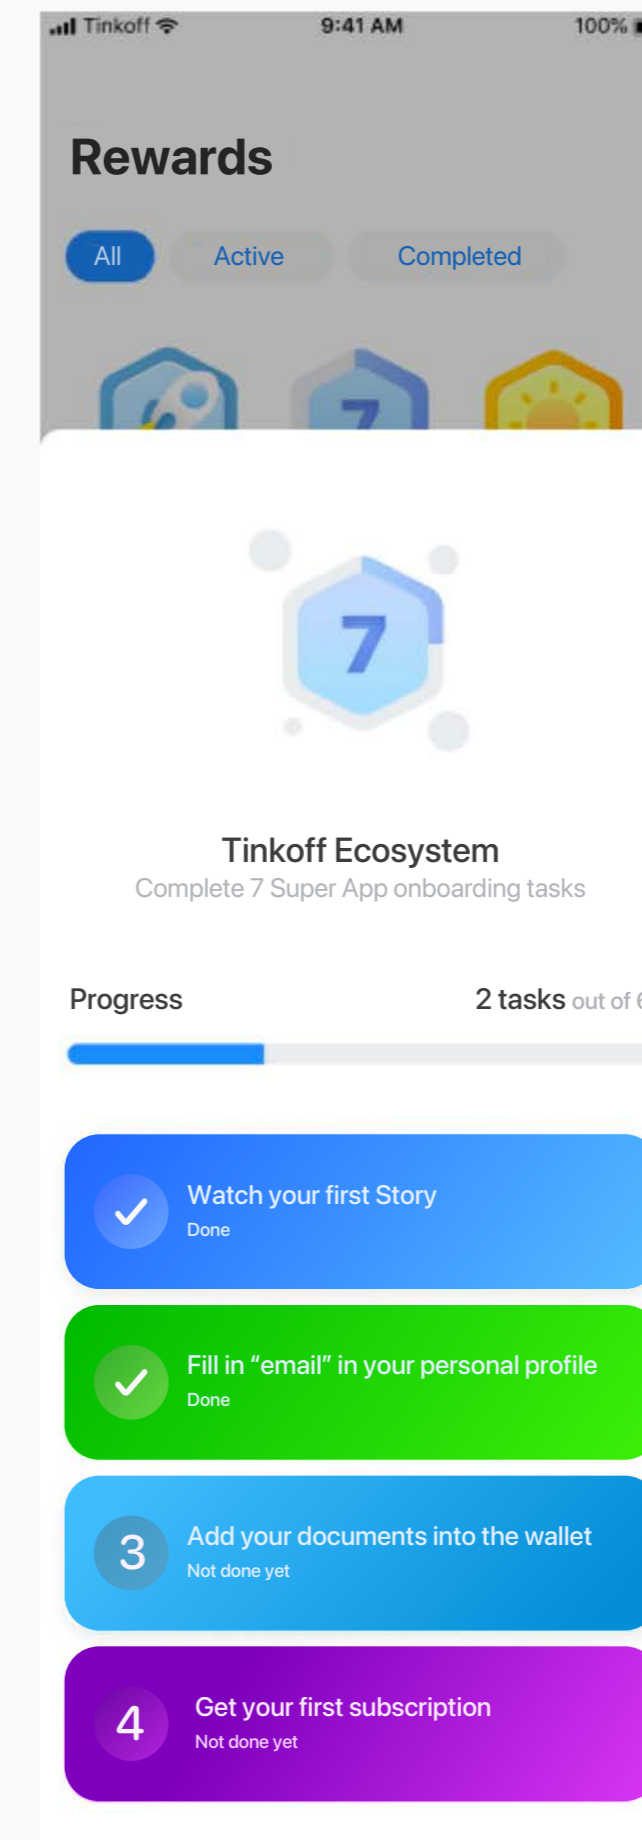 Tinkoff 9:41 AM 100%
Rewards
All Active Completed
7
7
Tinkoff Ecosystem
Complete 7 Super App onboarding tasks
Progress 2 tasks out of 6
Watch your first Story
Done
Fill in “email” in your personal profile
Done
3 Add your documents into the wallet
Not done yet
4 Get your first subscription
Not done yet